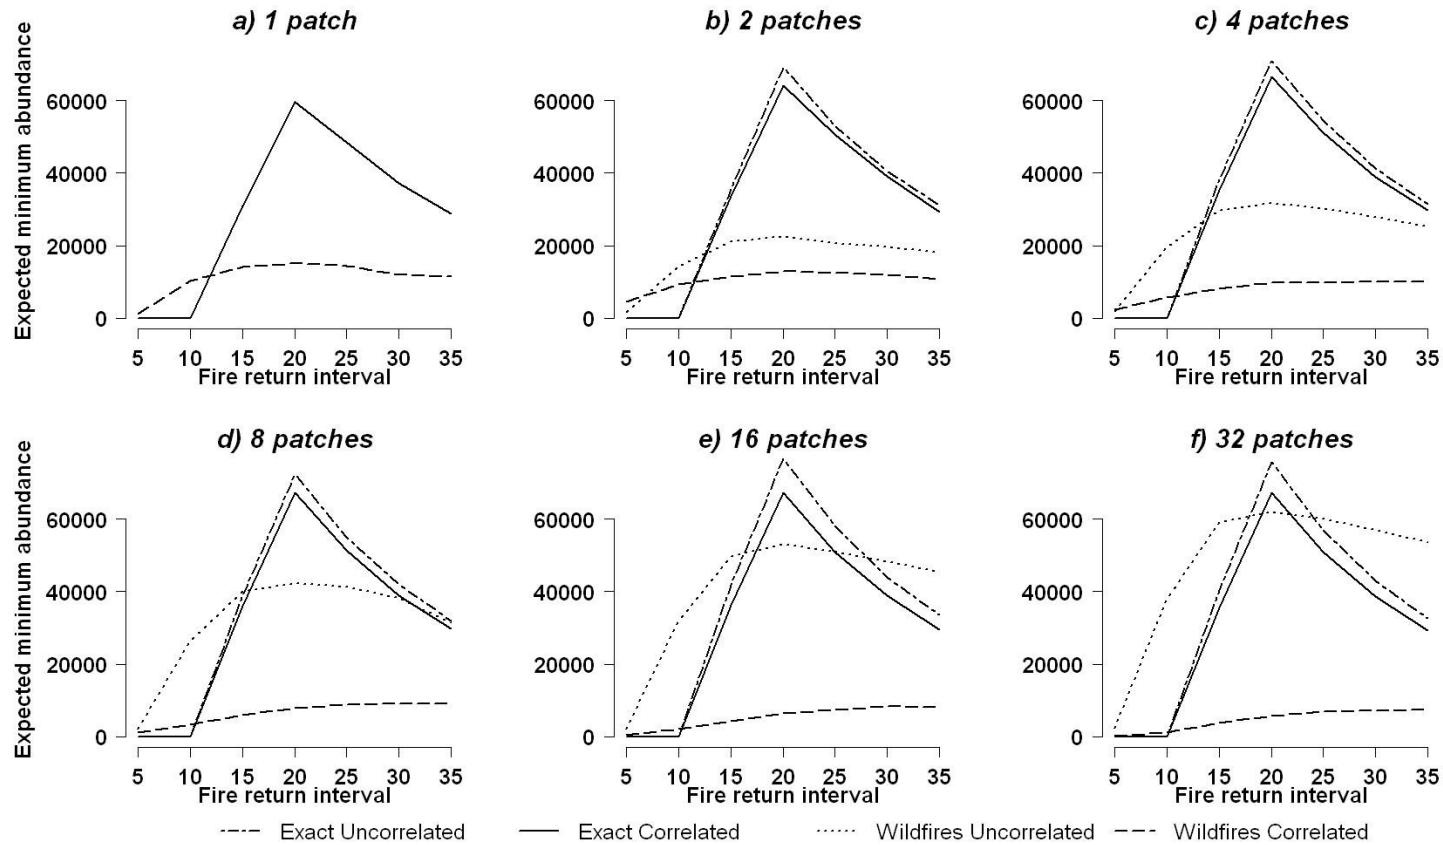 a) 1 patch
b) 2 patches
c) 4 patches
Expected minimum abundance
60000
40000
20000
0
5 10 15 20 25 30 35
Fire return interval
60000
40000
20000
0
5 10 15 20 25 30 35
Fire return interval
60000
40000
20000
0
5 10 15 20 25 30 35
Fire return interval
d) 8 patches
e) 16 patches
f) 32 patches
Expected minimum abundance
60000
40000
20000
0
5 10 15 20 25 30 35
Fire return interval
60000
40000
20000
0
5 10 15 20 25 30 35
Fire return interval
60000
40000
20000
0
5 10 15 20 25 30 35
Fire return interval
Exact Uncorrelated Exact Correlated Wildfires Uncorrelated Wildfires Correlated